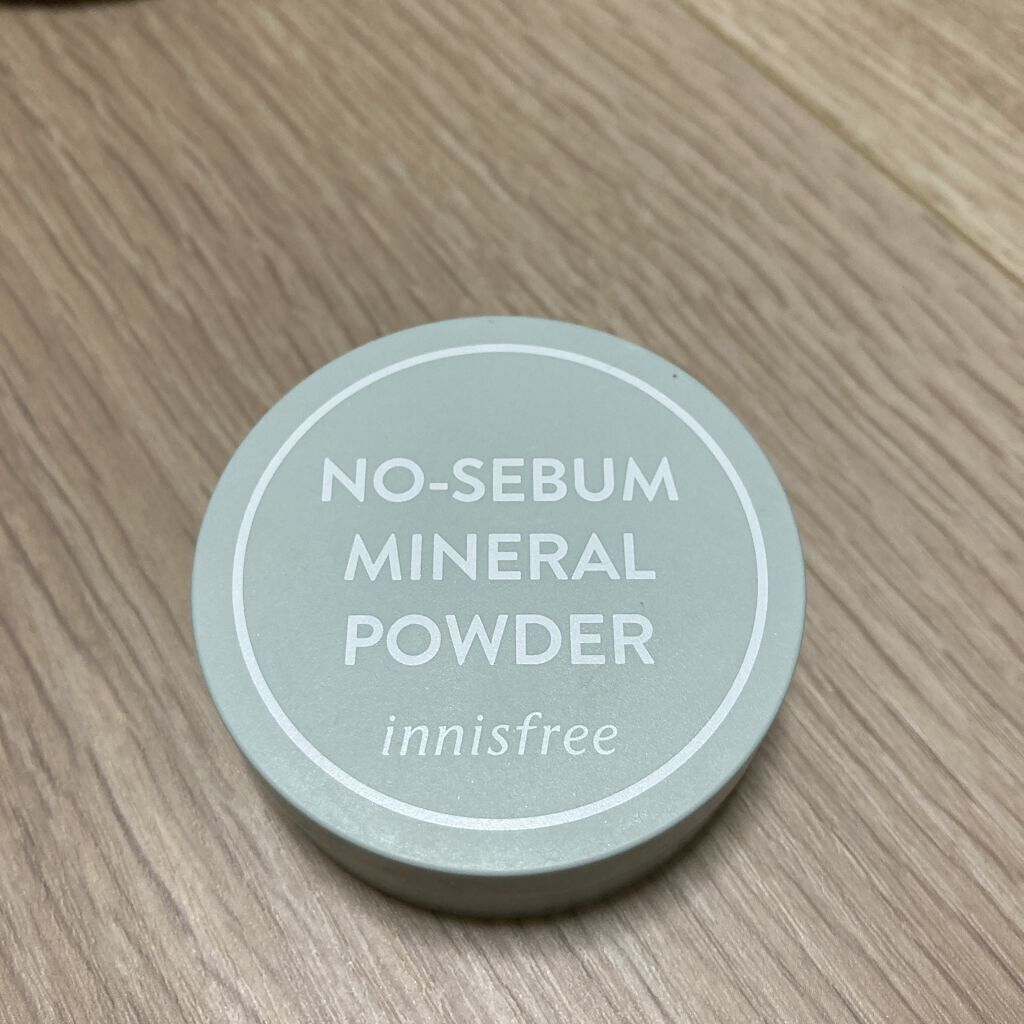 NO-SEBUM
MINERAL
POWDER
innisfree